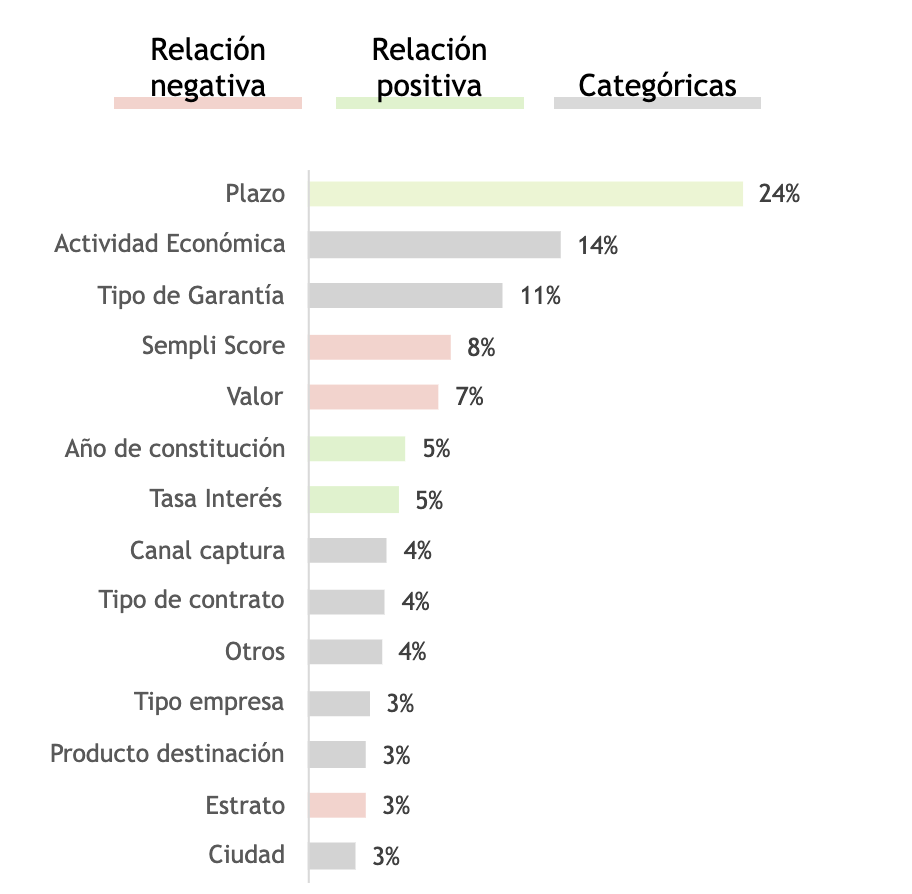 Relación
negativa
Relación
positiva
Categóricas
Plazo 24%
Actividad Económica 14%
Tipo de Garantía 11%
Sempli Score 8%
Valor 7%
Año de constitución 5%
Tasa Interés 5%
Canal captura 4%
Tipo de contrato 4%
Otros 4%
Tipo empresa 3%
Producto destinación 3%
Estrato 3%
Ciudad 3%